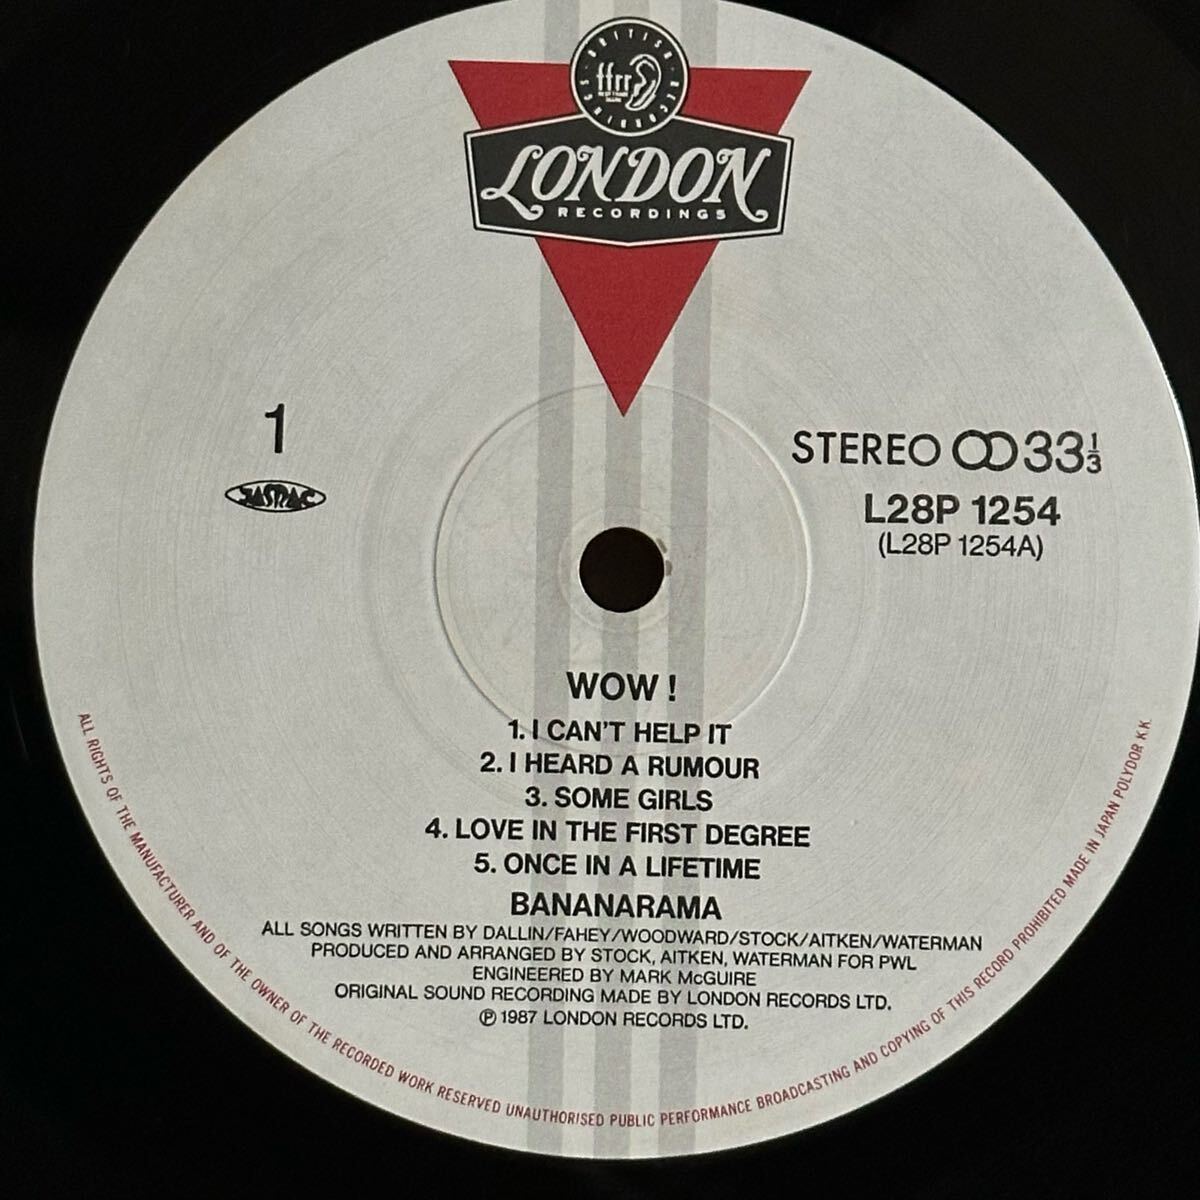 BRITISH RECORDINGS
ffrr
LONDON
RECORDINGS
1
JASRAC
STEREO 33 1/3
L28P 1254
(L28P 1254A)
WOW !
1. I CAN'T HELP IT
2. I HEARD A RUMOUR
3. SOME GIRLS
4. LOVE IN THE FIRST DEGREE
5. ONCE IN A LIFETIME
BANANARAMA
ALL SONGS WRITTEN BY DALLIN/FAHEY/WOODWARD/STOCK/AITKEN/WATERMAN
PRODUCED AND ARRANGED BY STOCK, AITKEN, WATERMAN FOR PWL
ENGINEERED BY MARK McGUIRE
ORIGINAL SOUND RECORDING MADE BY LONDON RECORDS LTD.
℗ 1987 LONDON RECORDS LTD.
ALL RIGHTS OF THE MANUFACTURER AND OF THE OWNER OF THE RECORDED WORK RESERVED UNAUTHORISED PUBLIC PERFORMANCE BROADCASTING AND COPYING OF THIS RECORD PROHIBITED MADE IN JAPAN POLYDOR K.K.